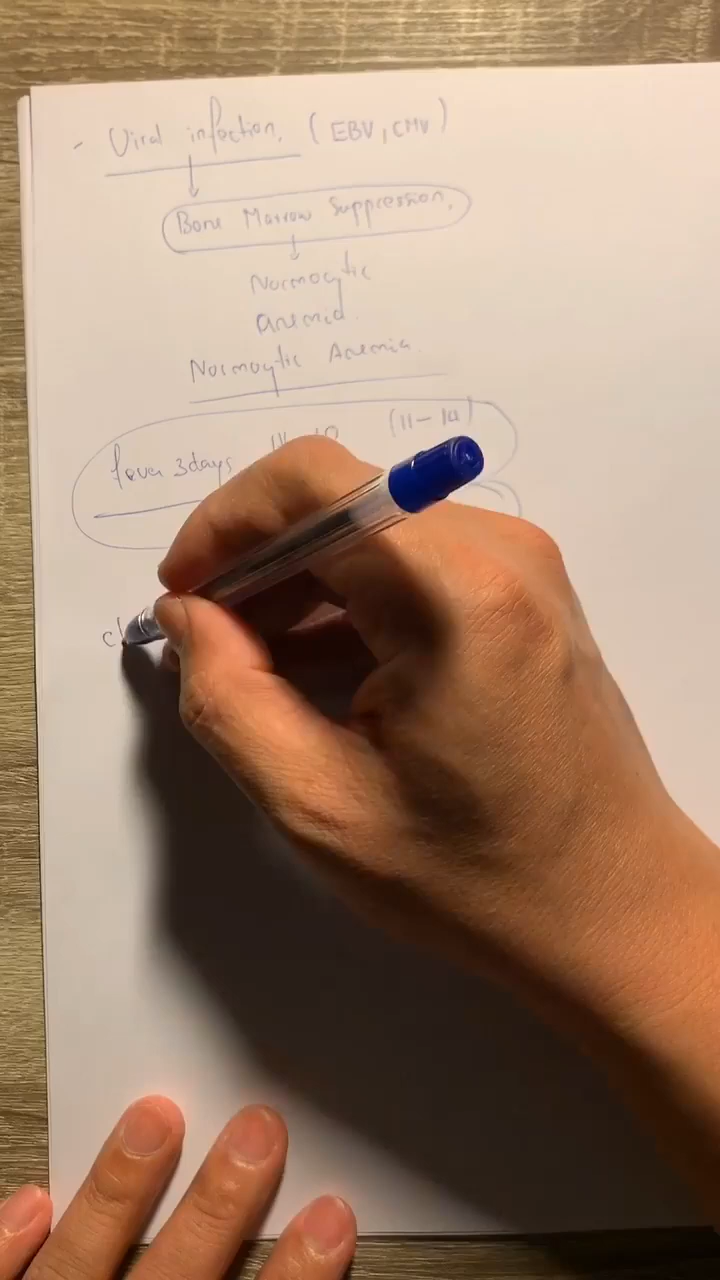 - Viral infection. (EBV, CMV)
Bone Marrow Suppression.
Normocytic
anemia.
Normocytic Anemia.
fever 3days (11-14)